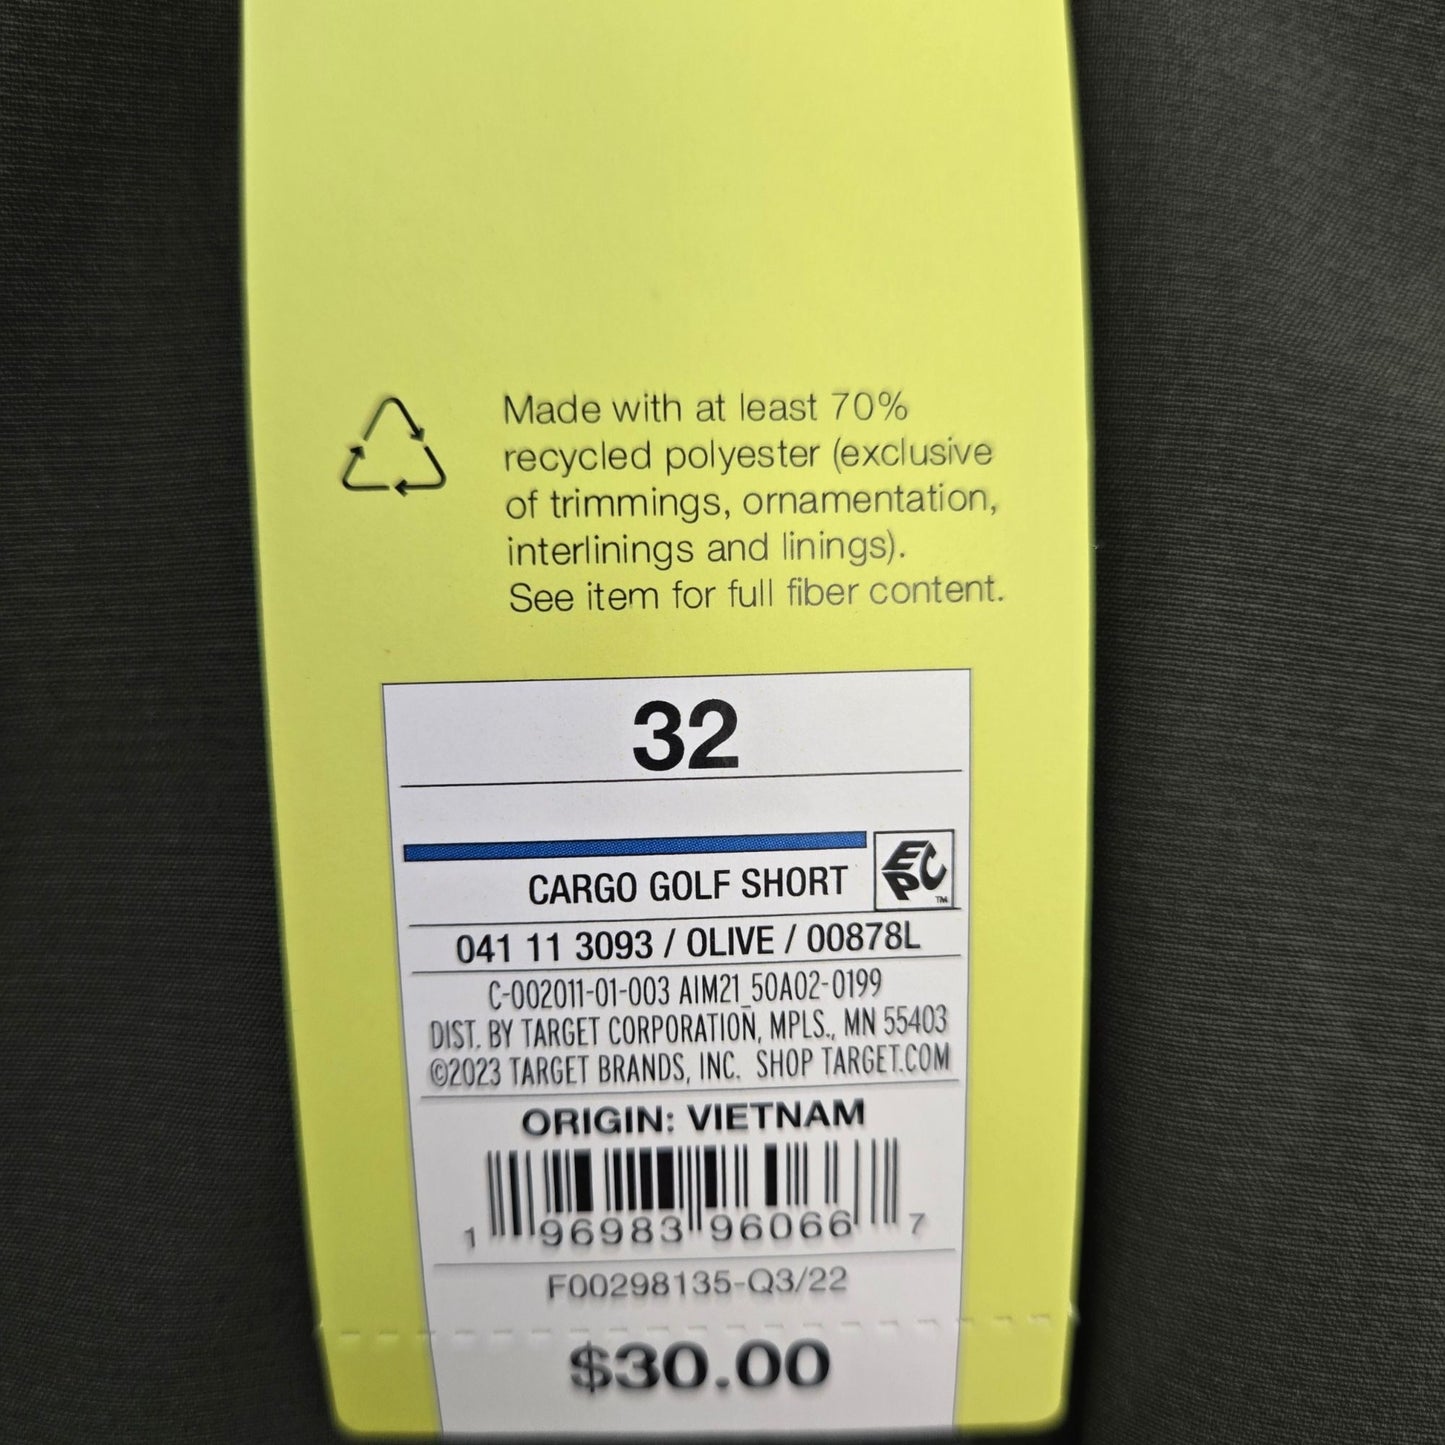 Made with at least 70%
recycled polyester (exclusive
of trimmings, ornamentation,
interlinings and linings).
See item for full fiber content.
32
EPC
TM
CARGO GOLF SHORT
041 11 3093 / OLIVE / 00878L
C-002011-01-003 AIM21_50A02-0199
DIST. BY TARGET CORPORATION, MPLS., MN 55403
©2023 TARGET BRANDS, INC. SHOP TARGET.COM
ORIGIN: VIETNAM
1 96983 96066 7
F00298135-Q3/22
$30.00